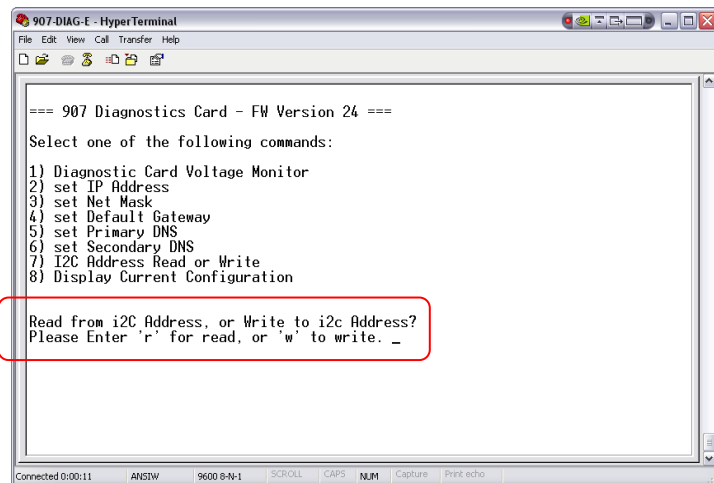 907-DIAG-E - HyperTerminal
File Edit View Call Transfer Help
=== 907 Diagnostics Card - FW Version 24 ===
Select one of the following commands:
1) Diagnostic Card Voltage Monitor
2) set IP Address
3) set Net Mask
4) set Default Gateway
5) set Primary DNS
6) set Secondary DNS
7) I2C Address Read or Write
8) Display Current Configuration
Read from i2C Address, or Write to i2c Address?
Please Enter 'r' for read, or 'w' to write. _
Connected 0:00:11 ANSIW 9600 8-N-1 SCROLL CAPS NUM Capture Print echo